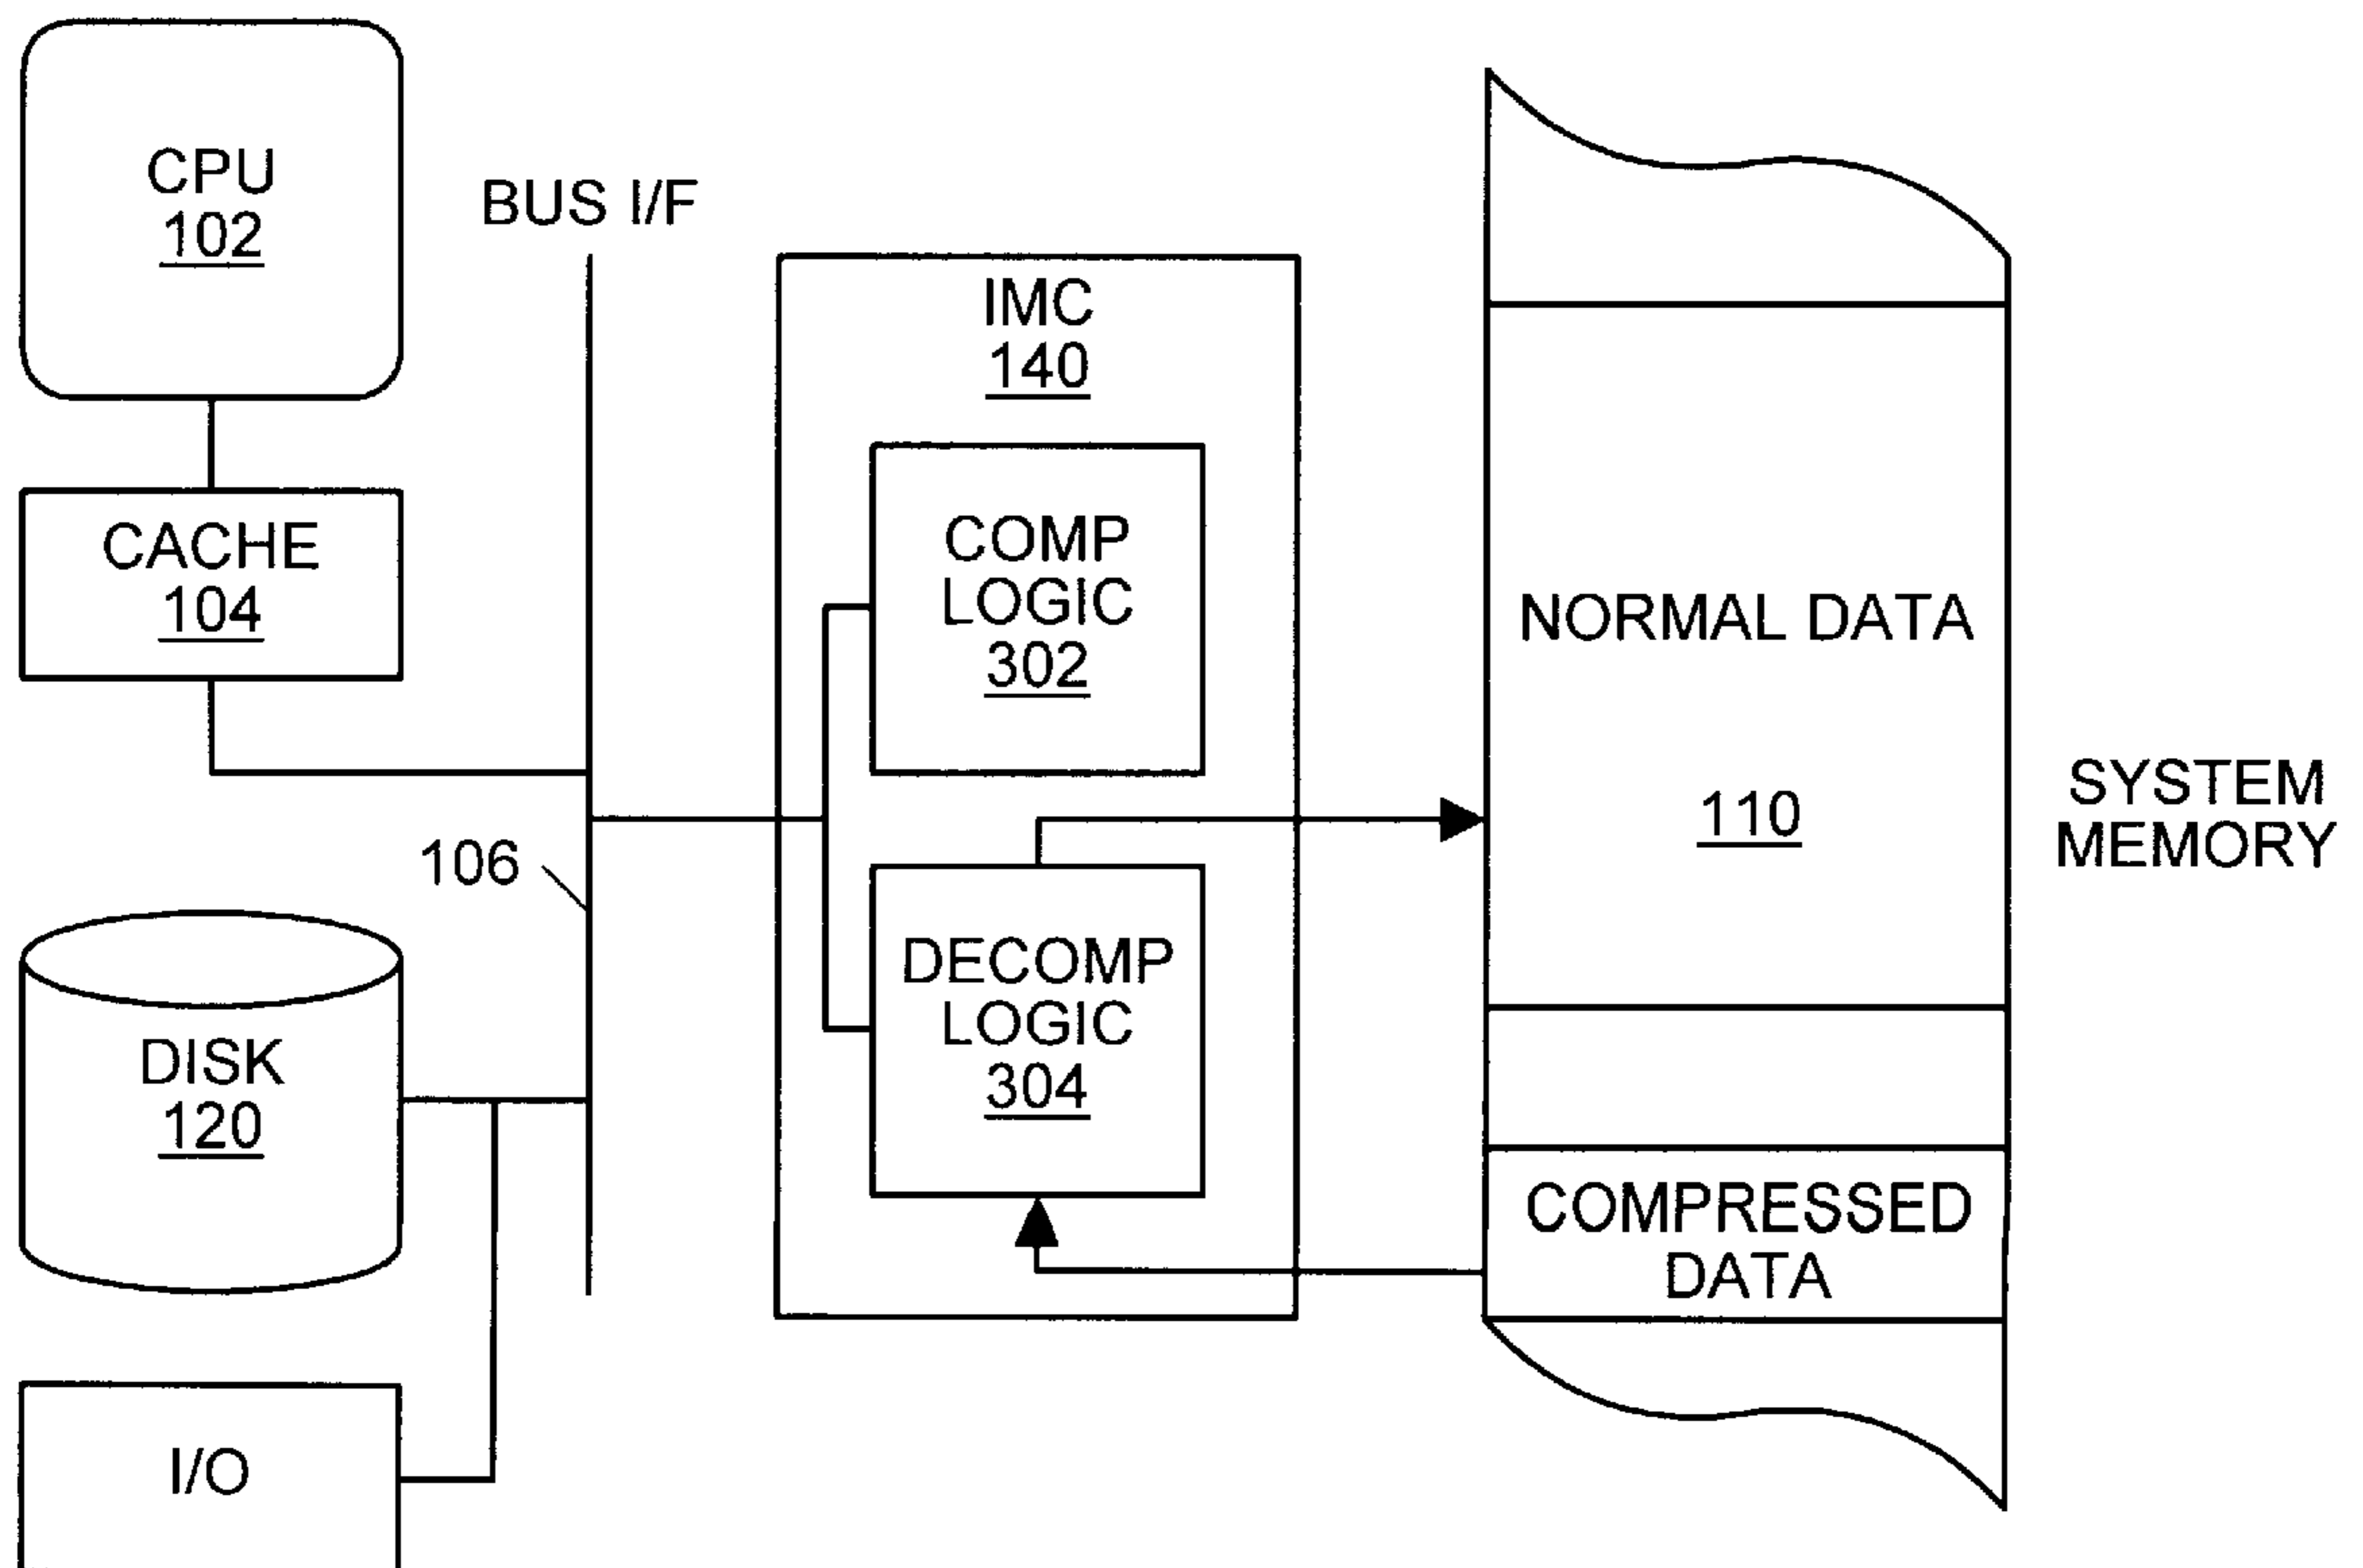 CPU
102
BUS I/F
CACHE
104
106
DISK
120
I/O
IMC
140
COMP
LOGIC
302
DECOMP
LOGIC
304
NORMAL DATA
110
COMPRESSED
DATA
SYSTEM
MEMORY